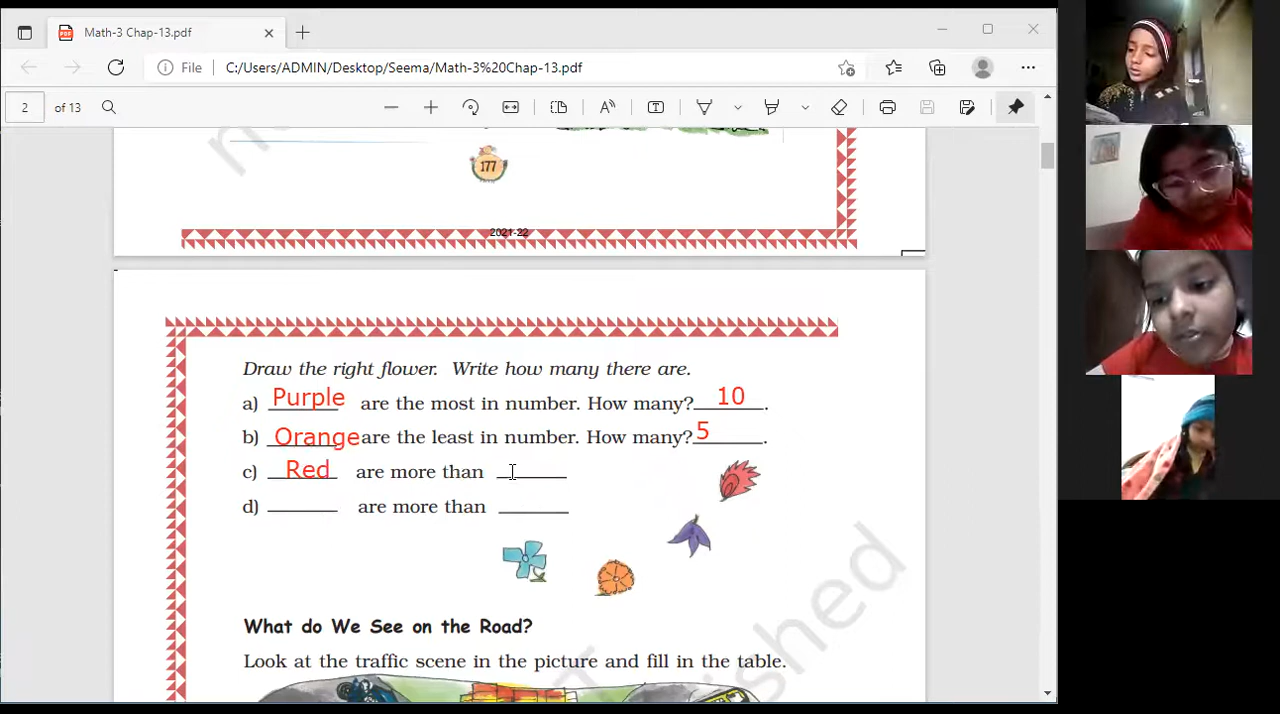 Math-3 Chap-13.pdf
File C:/Users/ADMIN/Desktop/Seema/Math-3%20Chap-13.pdf
2 of 13
177
2021-22
Draw the right flower. Write how many there are.
a) Purple are the most in number. How many? 10.
b) Orange are the least in number. How many? 5.
c) Red are more than ______
d) ______ are more than ______
What do We See on the Road?
Look at the traffic scene in the picture and fill in the table.